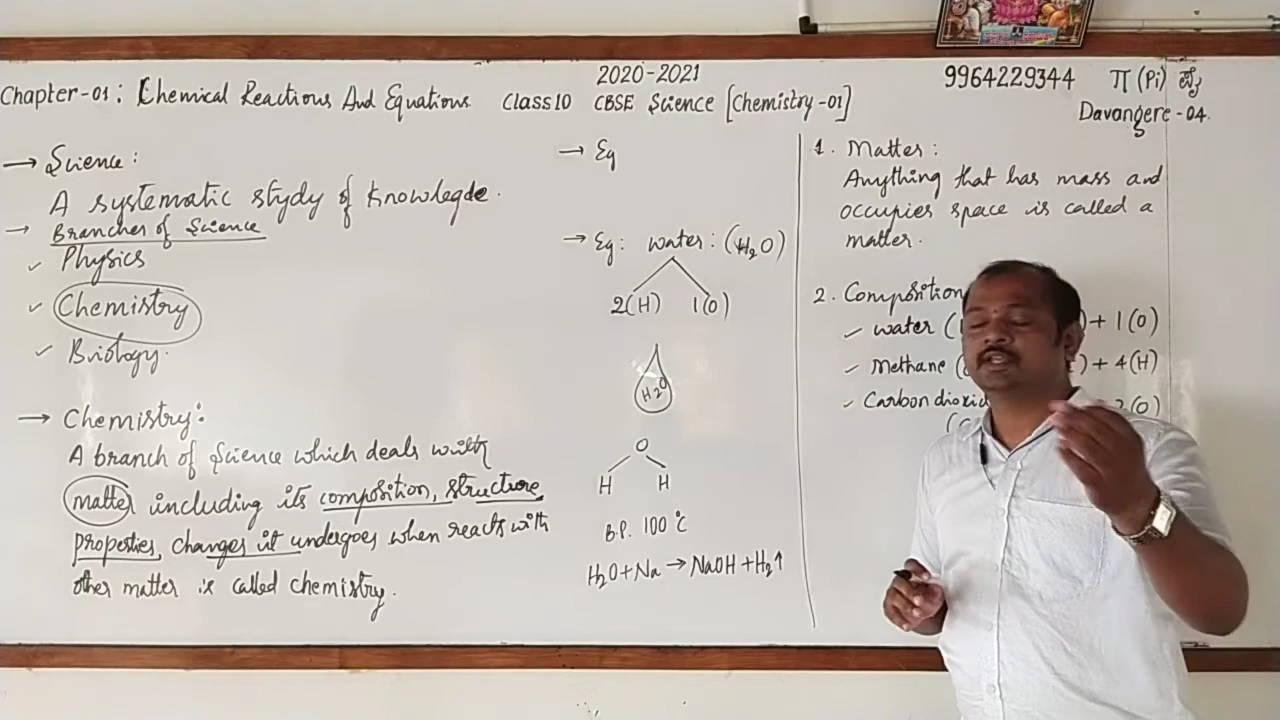 2020-2021
Chapter-01: Chemical Reactions And Equations Class 10 CBSE Science [Chemistry-01]
9964229344 π (Pi)
Davangere-04.
→ Science:
A systematic stydy of knowlegde.
→ Branches of Science
✓ Physics
✓ Chemistry
✓ Biology.
→ Chemistry:
A branch of Science which deals with
matter including its composition, structure,
properties, changes it undergoes when reacts with
other matter is called chemistry.
→ Eg
→ Eg: water: (H₂O)
2(H) 1(O)
H₂O
O
H H
B.P. 100°C
H₂O+Na→NaOH+H₂↑
1. Matter:
Anything that has mass and
occupies space is called a
matter.
2. Composition
✓ water ( ) + 1(O)
✓ Methane ( ) + 4(H)
✓ Carbon dioxid 2(O)